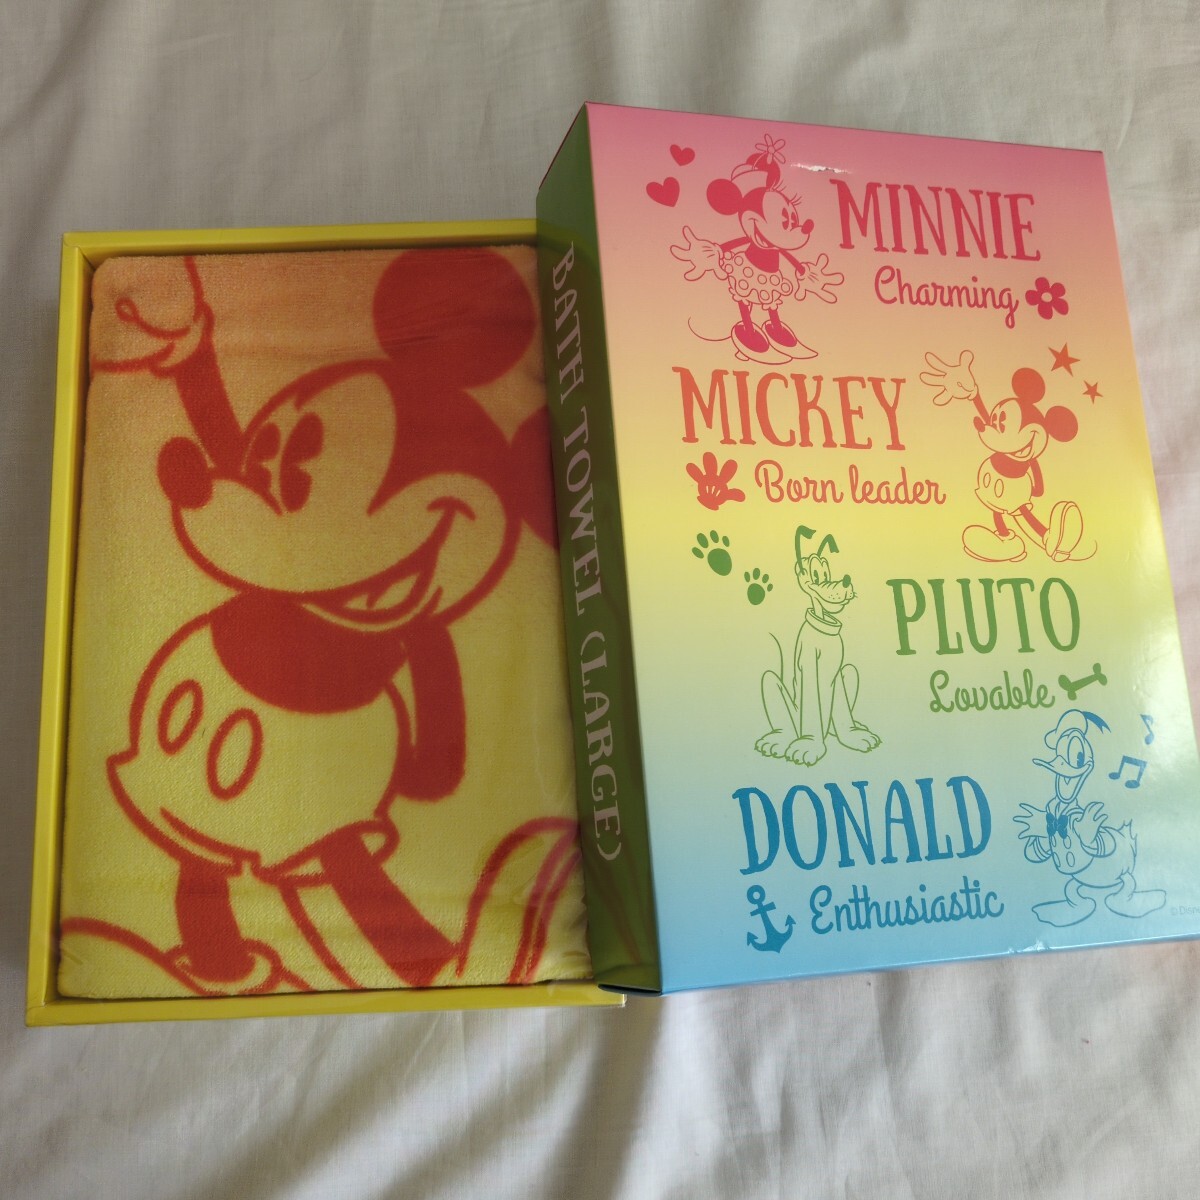 BATH TOWEL (LARGE)
MINNIE
Charming
MICKEY
Born leader
PLUTO
Lovable
DONALD
Enthusiastic